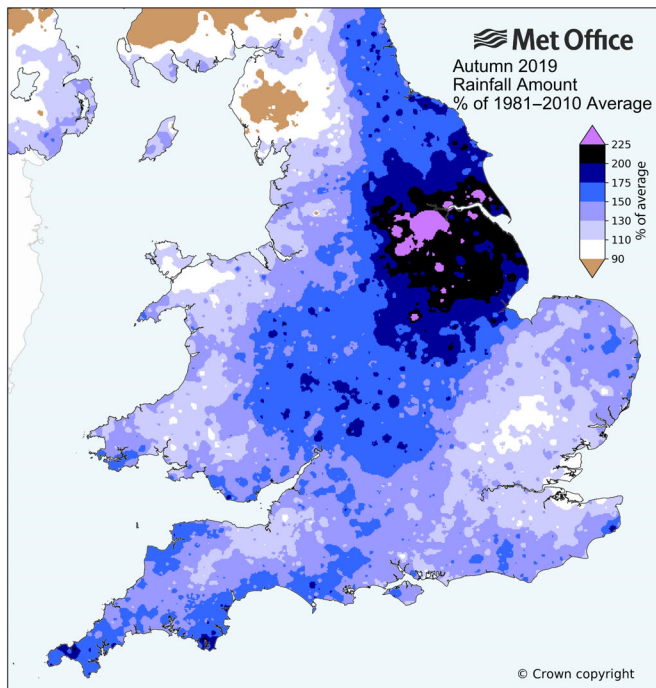 Met Office
Autumn 2019
Rainfall Amount
% of 1981–2010 Average
225
200
175
150
130
110
90
% of average
© Crown copyright